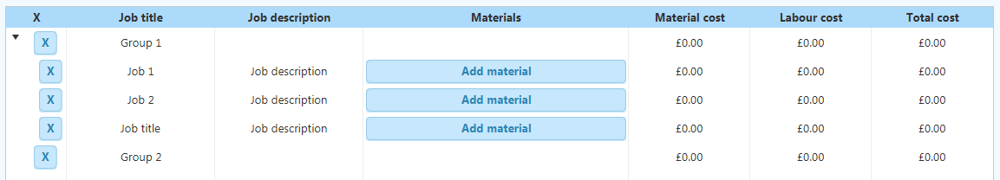 X Job title Job description Materials Material cost Labour cost Total cost
X Group 1 £0.00 £0.00 £0.00
X Job 1 Job description Add material £0.00 £0.00 £0.00
X Job 2 Job description Add material £0.00 £0.00 £0.00
X Job title Job description Add material £0.00 £0.00 £0.00
X Group 2 £0.00 £0.00 £0.00